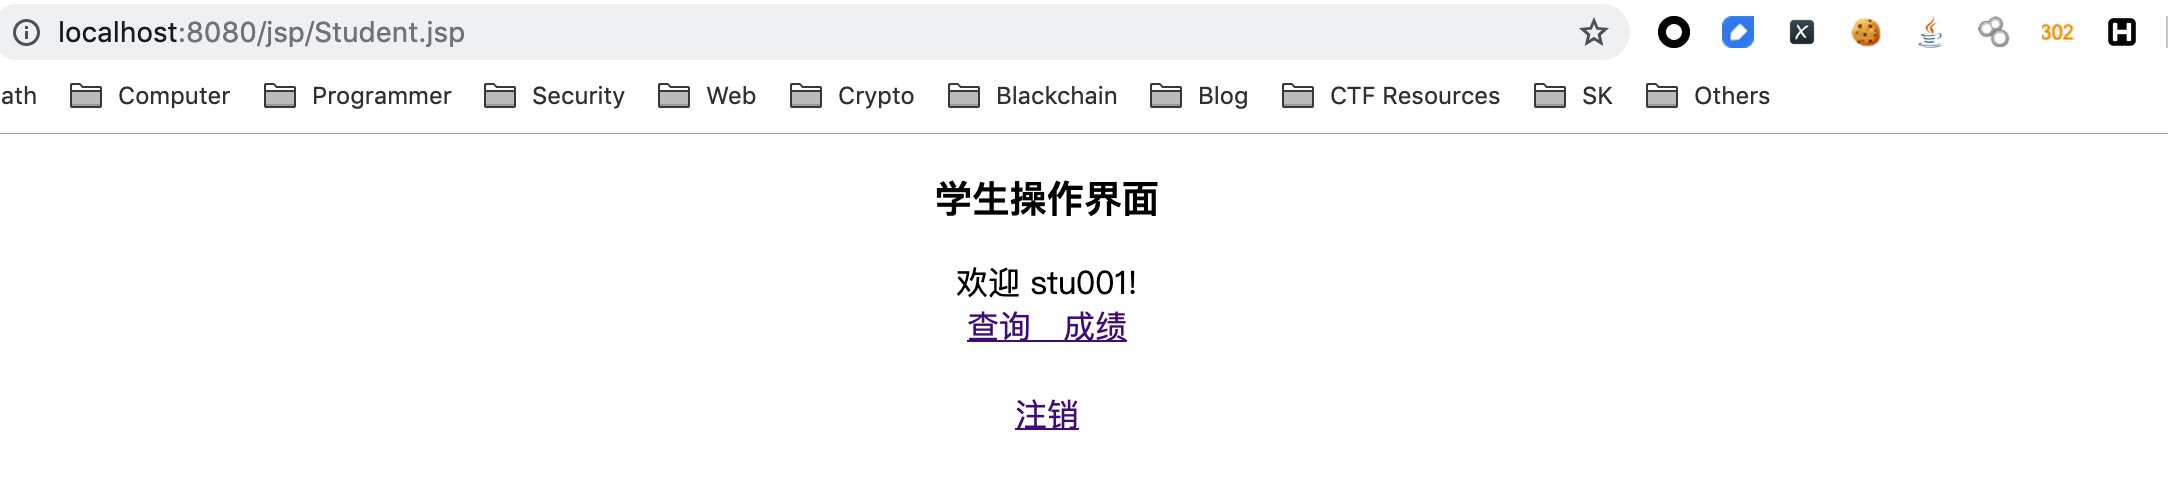 localhost:8080/jsp/Student.jsp 302
ath Computer Programmer Security Web Crypto Blackchain Blog CTF Resources SK Others
学生操作界面
欢迎 stu001!
查询　成绩
注销